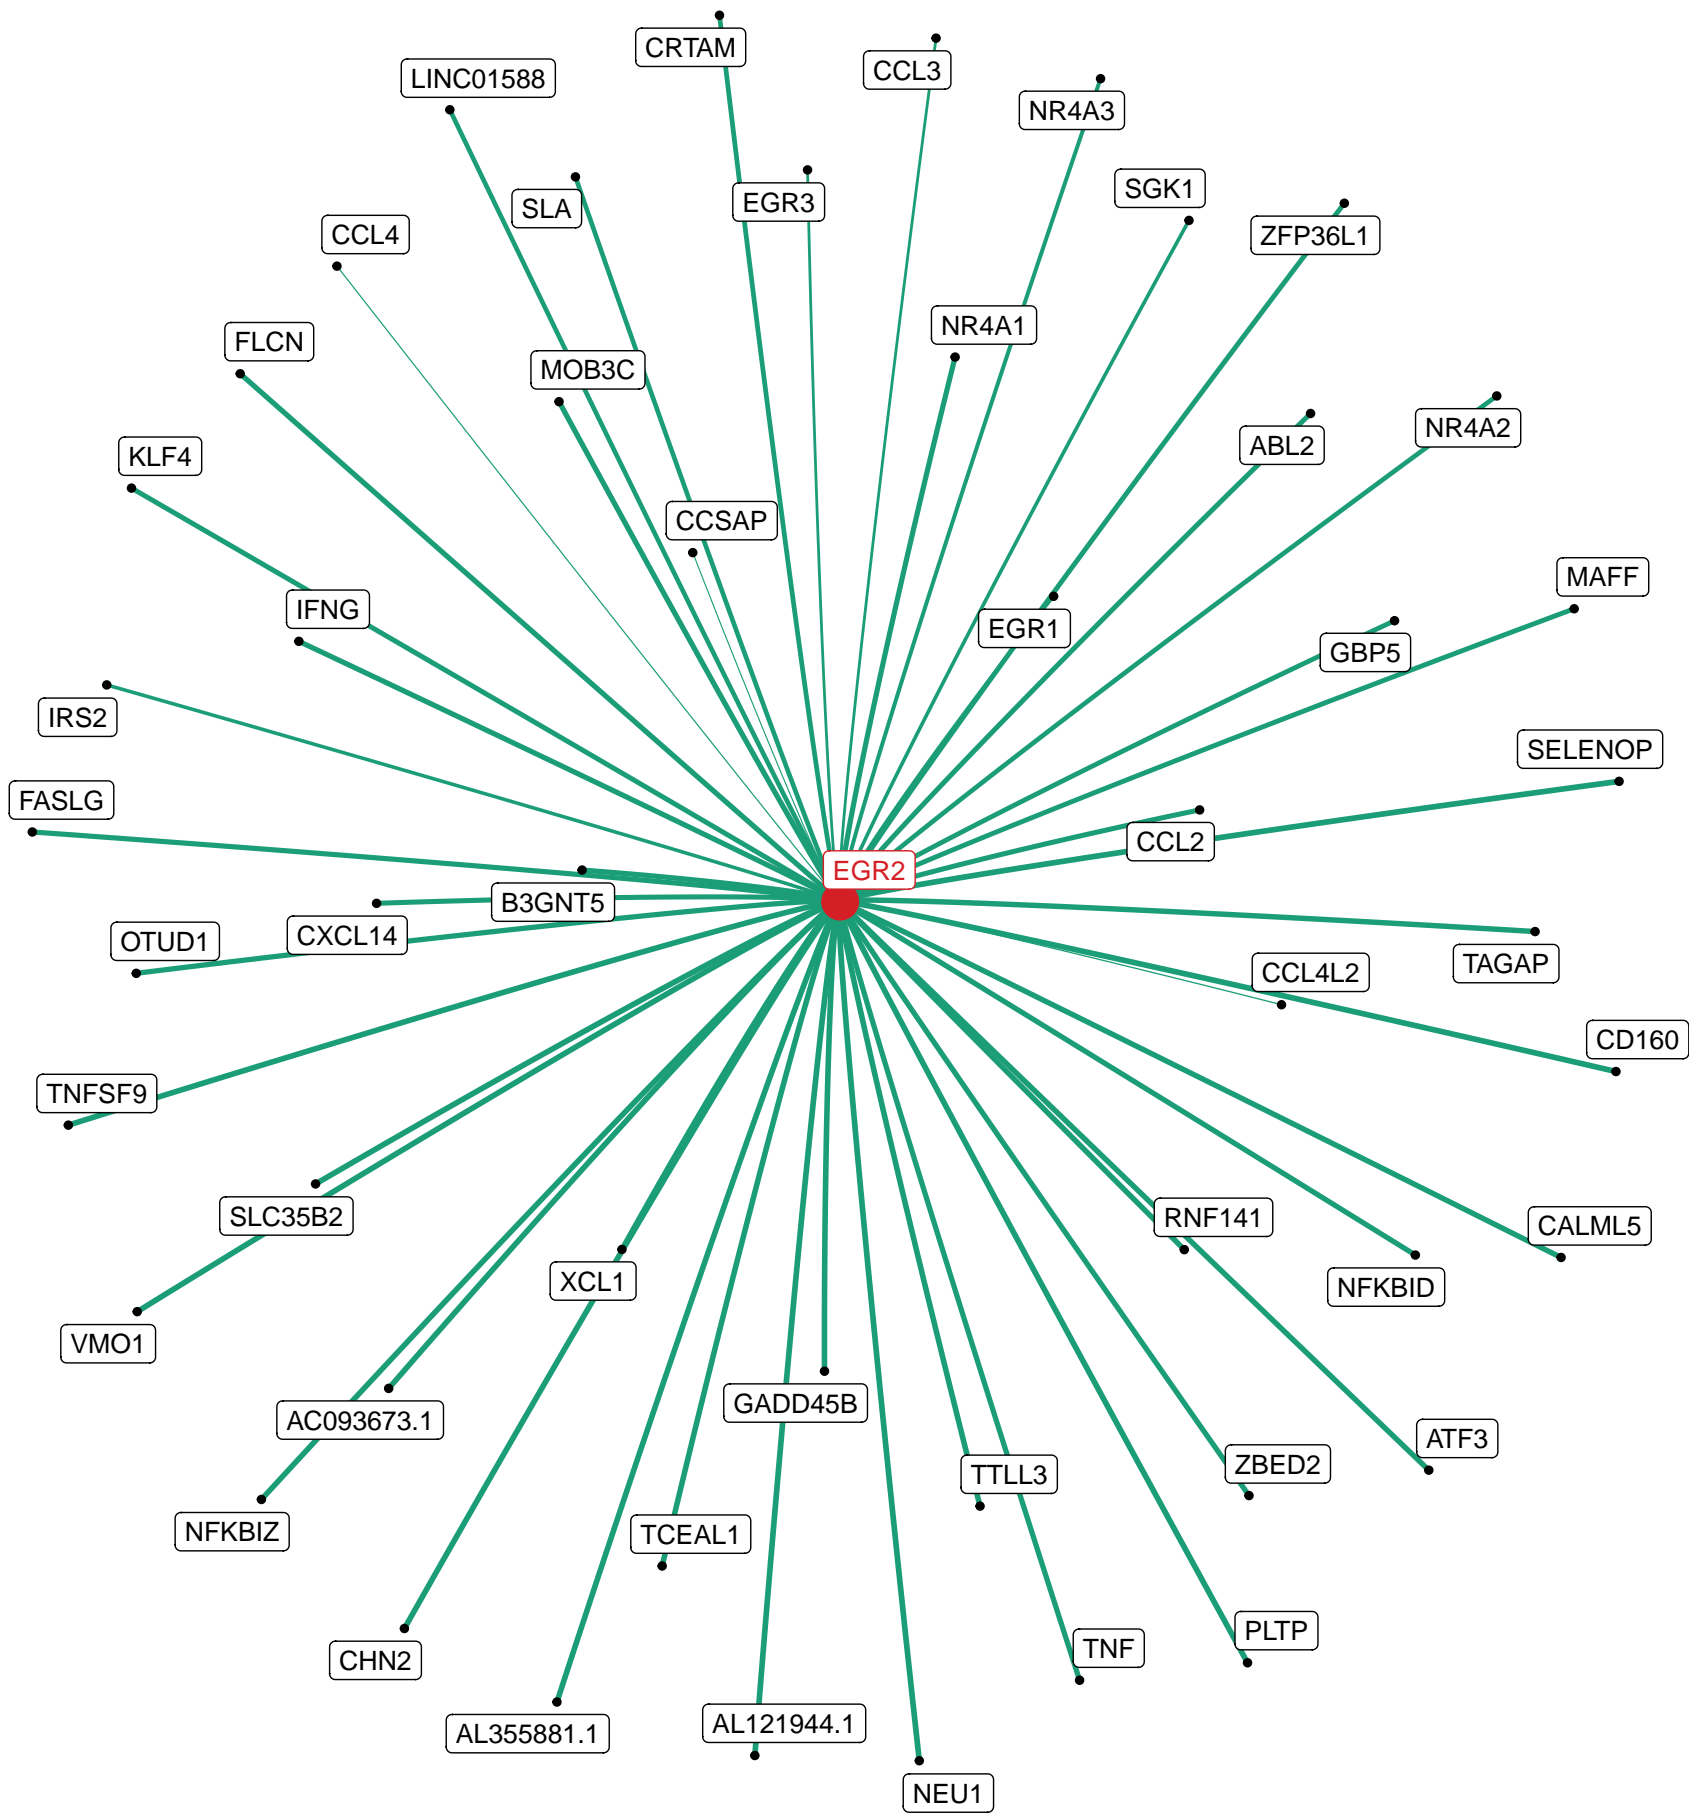 CRTAM
CCL3
LINC01588
NR4A3
SGK1
EGR3
SLA
CCL4
ZFP36L1
NR4A1
FLCN
MOB3C
NR4A2
ABL2
KLF4
CCSAP
MAFF
IFNG
EGR1
GBP5
IRS2
SELENOP
FASLG
CCL2
EGR2
B3GNT5
CXCL14
OTUD1
TAGAP
CCL4L2
CD160
TNFSF9
SLC35B2
RNF141
CALML5
XCL1
NFKBID
VMO1
GADD45B
AC093673.1
ATF3
ZBED2
TTLL3
NFKBIZ
TCEAL1
PLTP
TNF
CHN2
AL121944.1
AL355881.1
NEU1